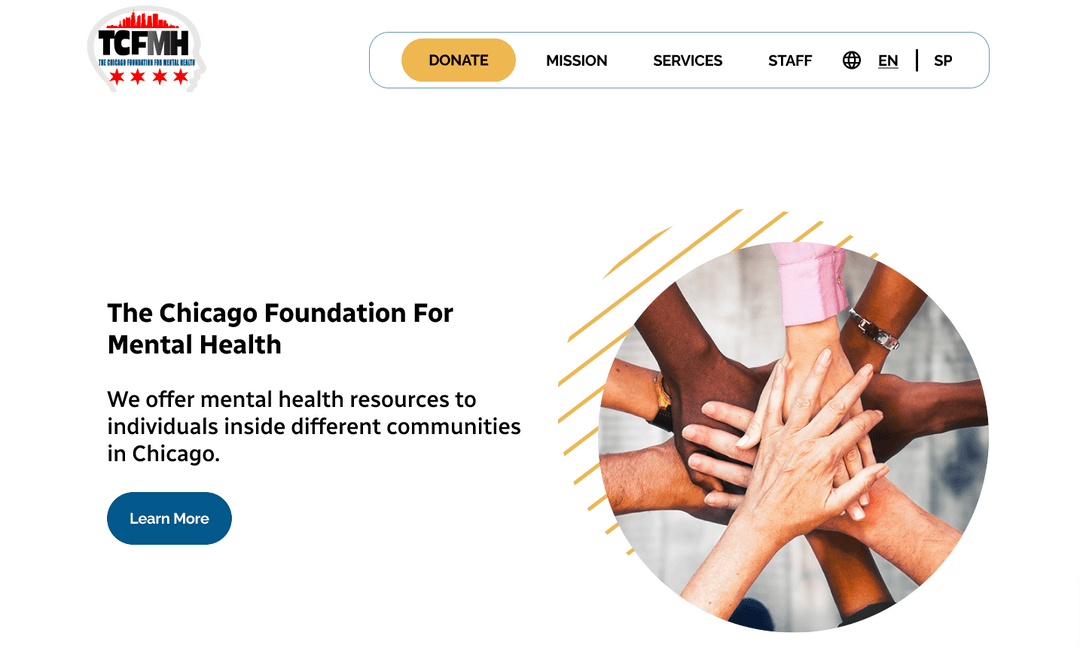 TCFMH
THE CHICAGO FOUNDATION FOR MENTAL HEALTH
DONATE
MISSION
SERVICES
STAFF
EN
SP
The Chicago Foundation For
Mental Health
We offer mental health resources to
individuals inside different communities
in Chicago.
Learn More